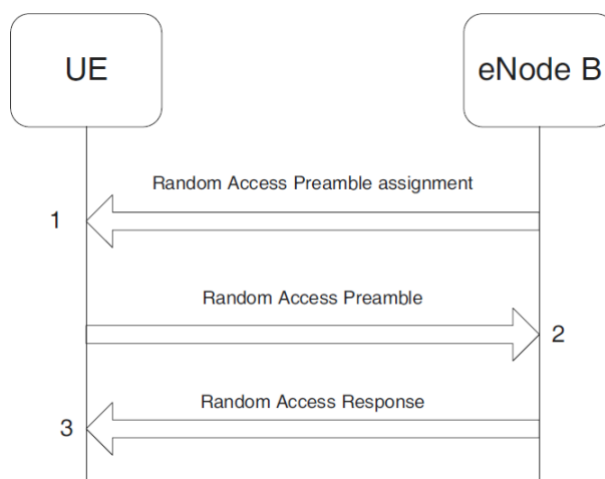 UE
eNode B
Random Access Preamble assignment
1
Random Access Preamble
2
Random Access Response
3